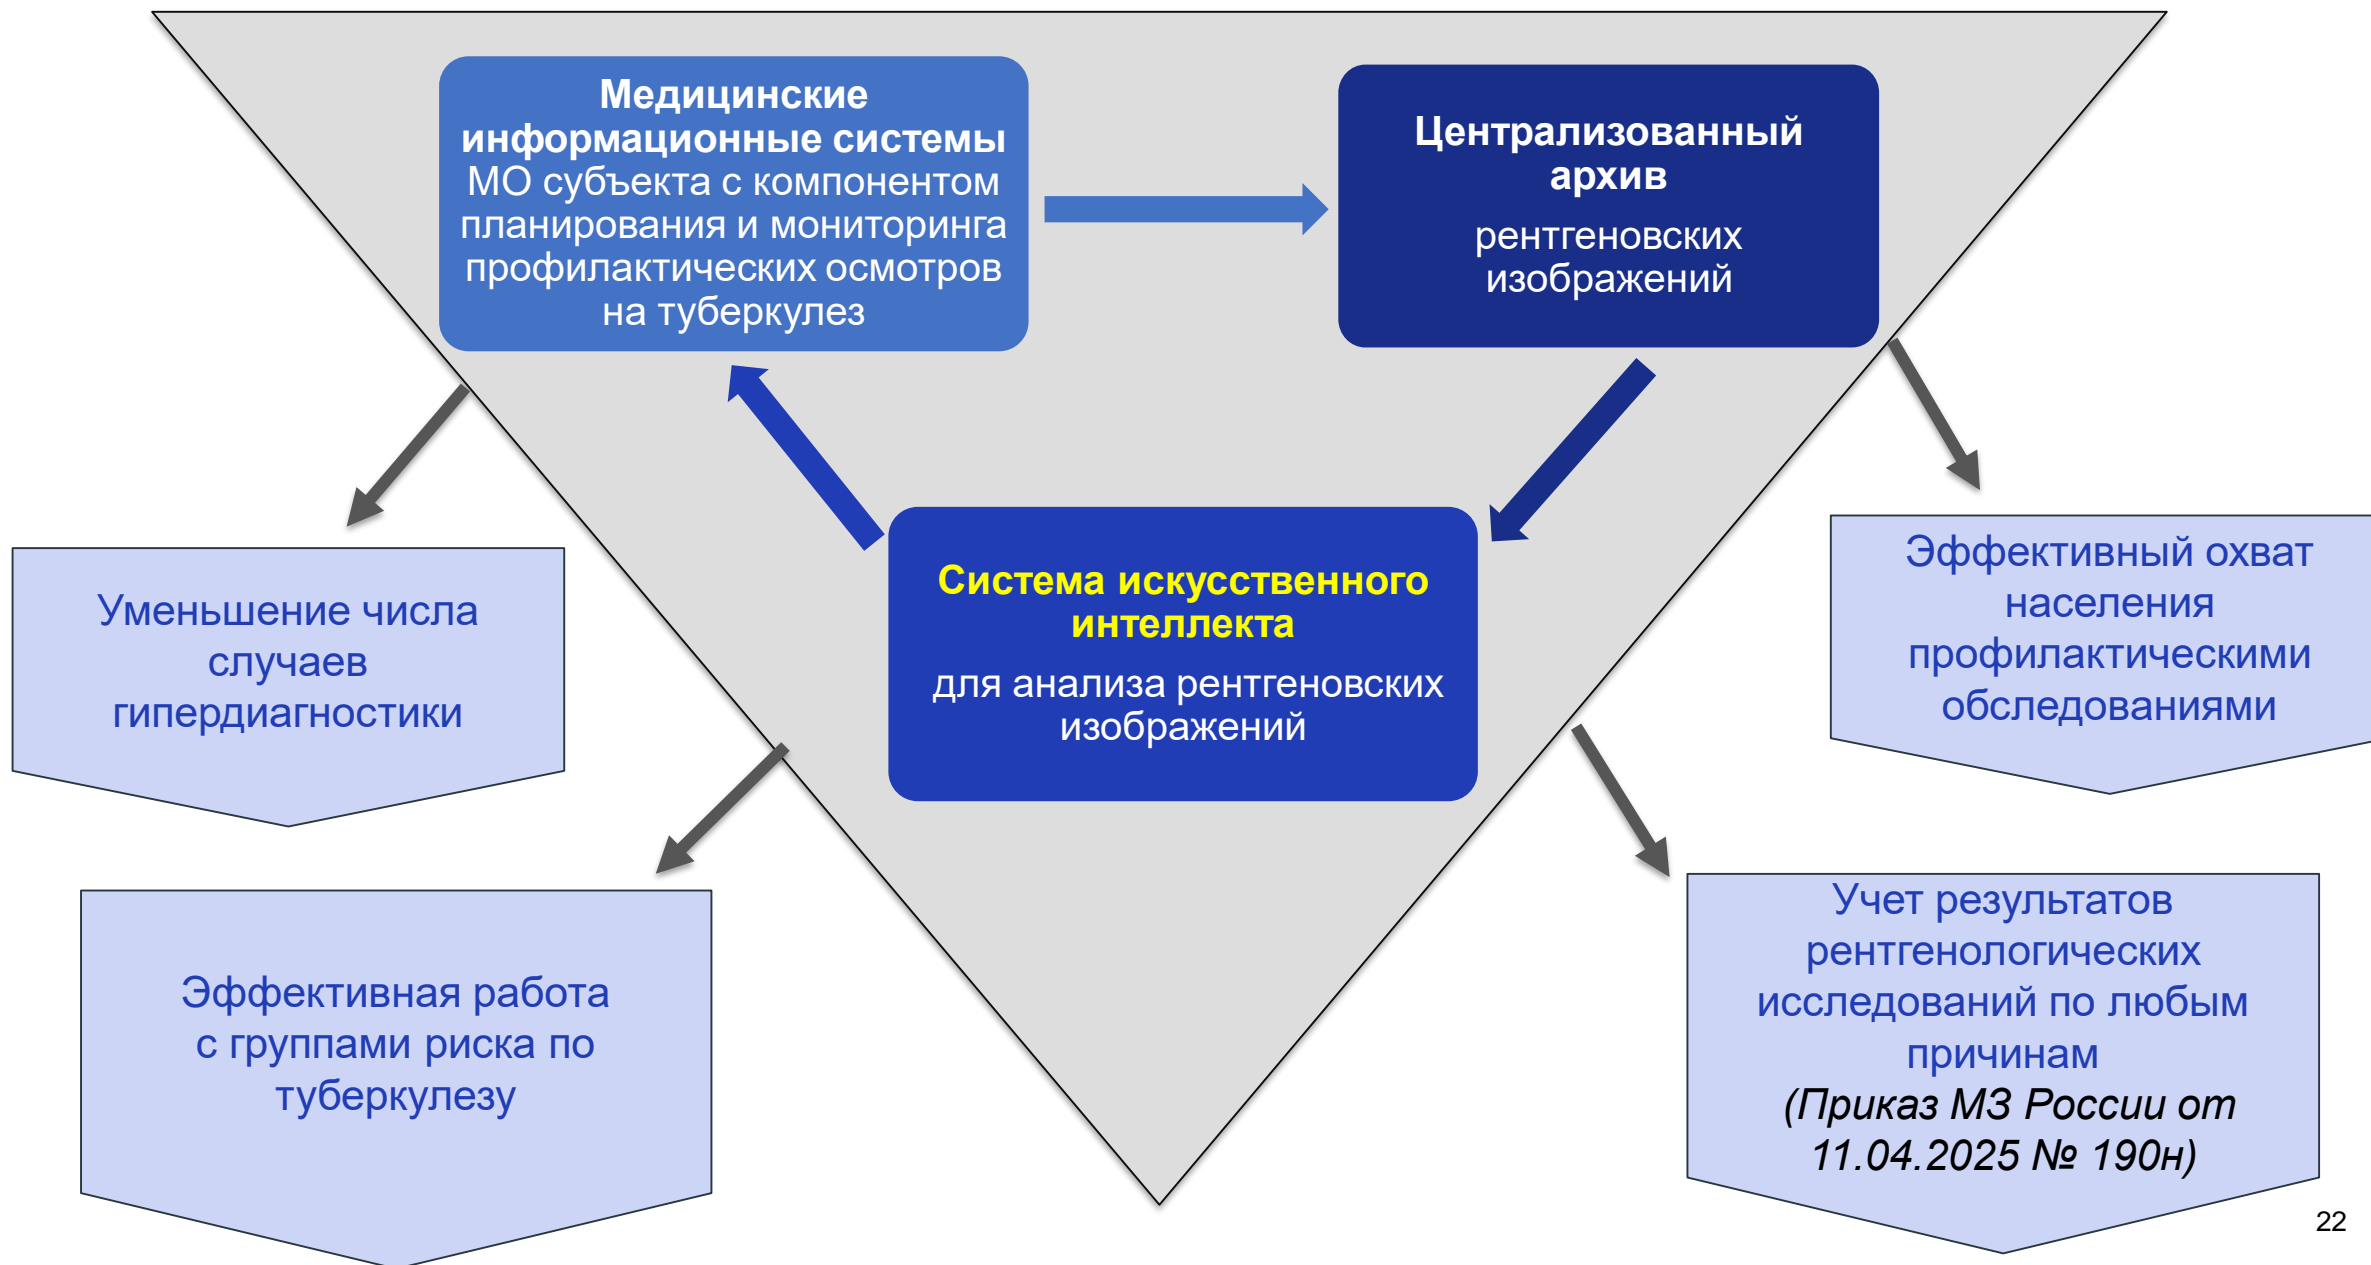 Медицинские
информационные системы
МО субъекта с компонентом
планирования и мониторинга
профилактических осмотров
на туберкулез
Централизованный
архив
рентгеновских
изображений
Система искусственного
интеллекта
для анализа рентгеновских
изображений
Уменьшение числа
случаев
гипердиагностики
Эффективный охват
населения
профилактическими
обследованиями
Эффективная работа
с группами риска по
туберкулезу
Учет результатов
рентгенологических
исследований по любым
причинам
(Приказ МЗ России от
11.04.2025 № 190н)
22